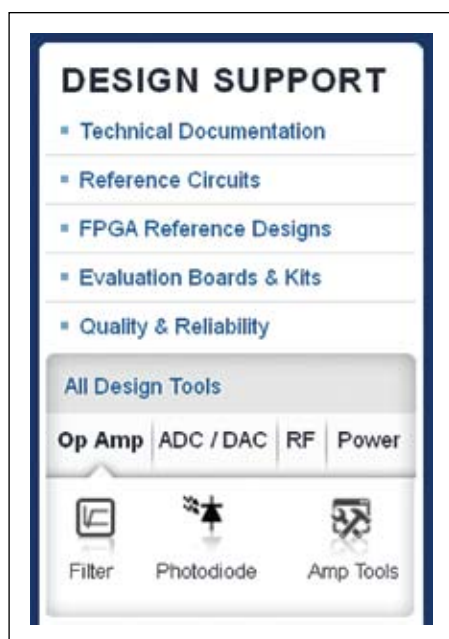 DESIGN SUPPORT
Technical Documentation
Reference Circuits
FPGA Reference Designs
Evaluation Boards & Kits
Quality & Reliability
All Design Tools
Op Amp ADC / DAC RF Power
Filter Photodiode Amp Tools